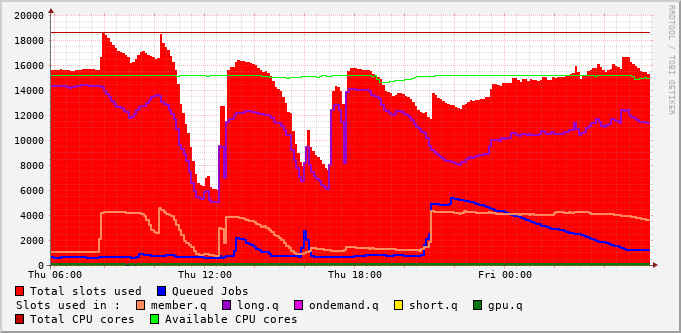 20000
18000
16000
14000
12000
10000
8000
6000
4000
2000
0
Thu 06:00 Thu 12:00 Thu 18:00 Fri 00:00
RRDTOOL / TOBI OETIKER
Total slots used Queued Jobs
Slots used in : member.q long.q ondemand.q short.q gpu.q
Total CPU cores Available CPU cores